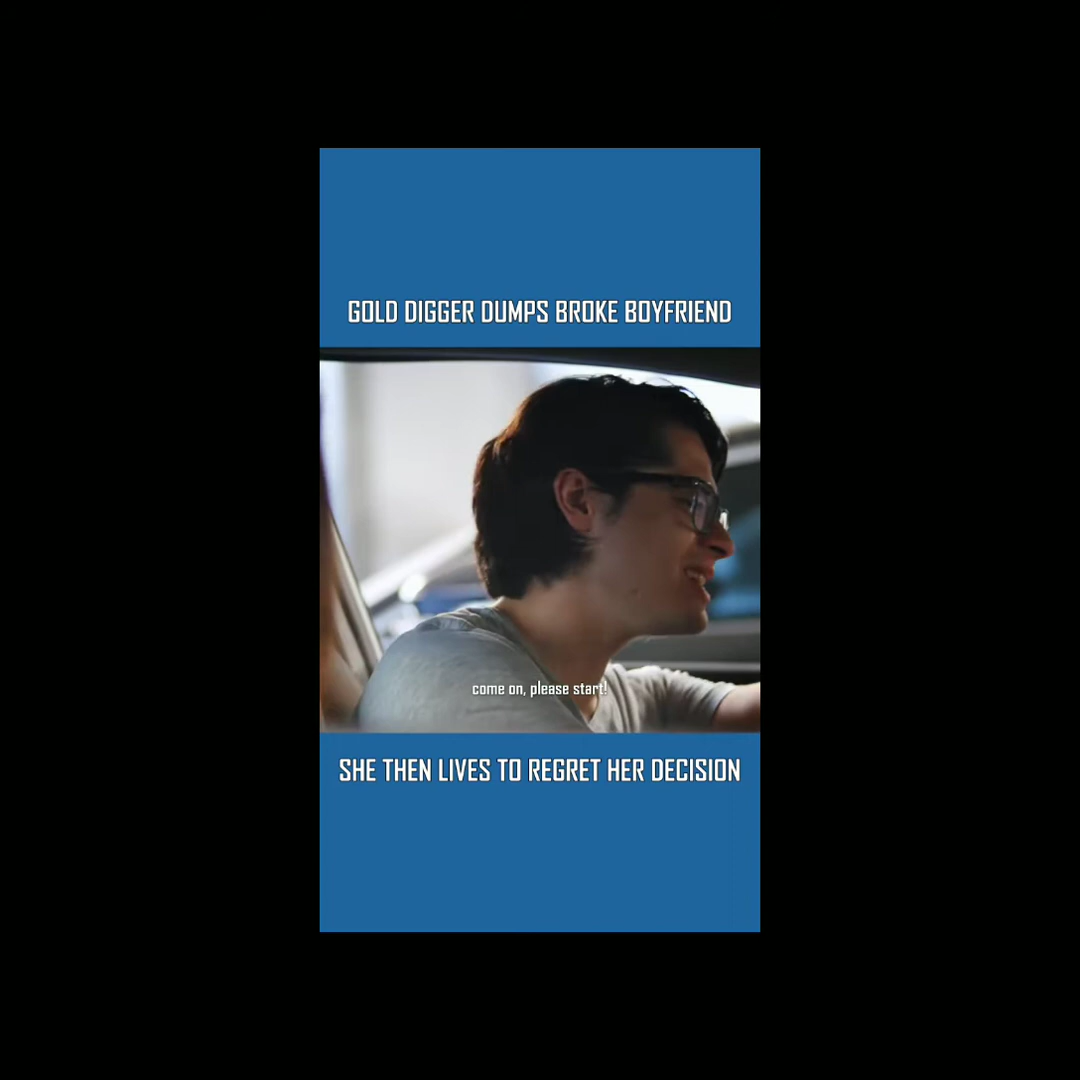 GOLD DIGGER DUMPS BROKE BOYFRIEND
come on, please start!
SHE THEN LIVES TO REGRET HER DECISION